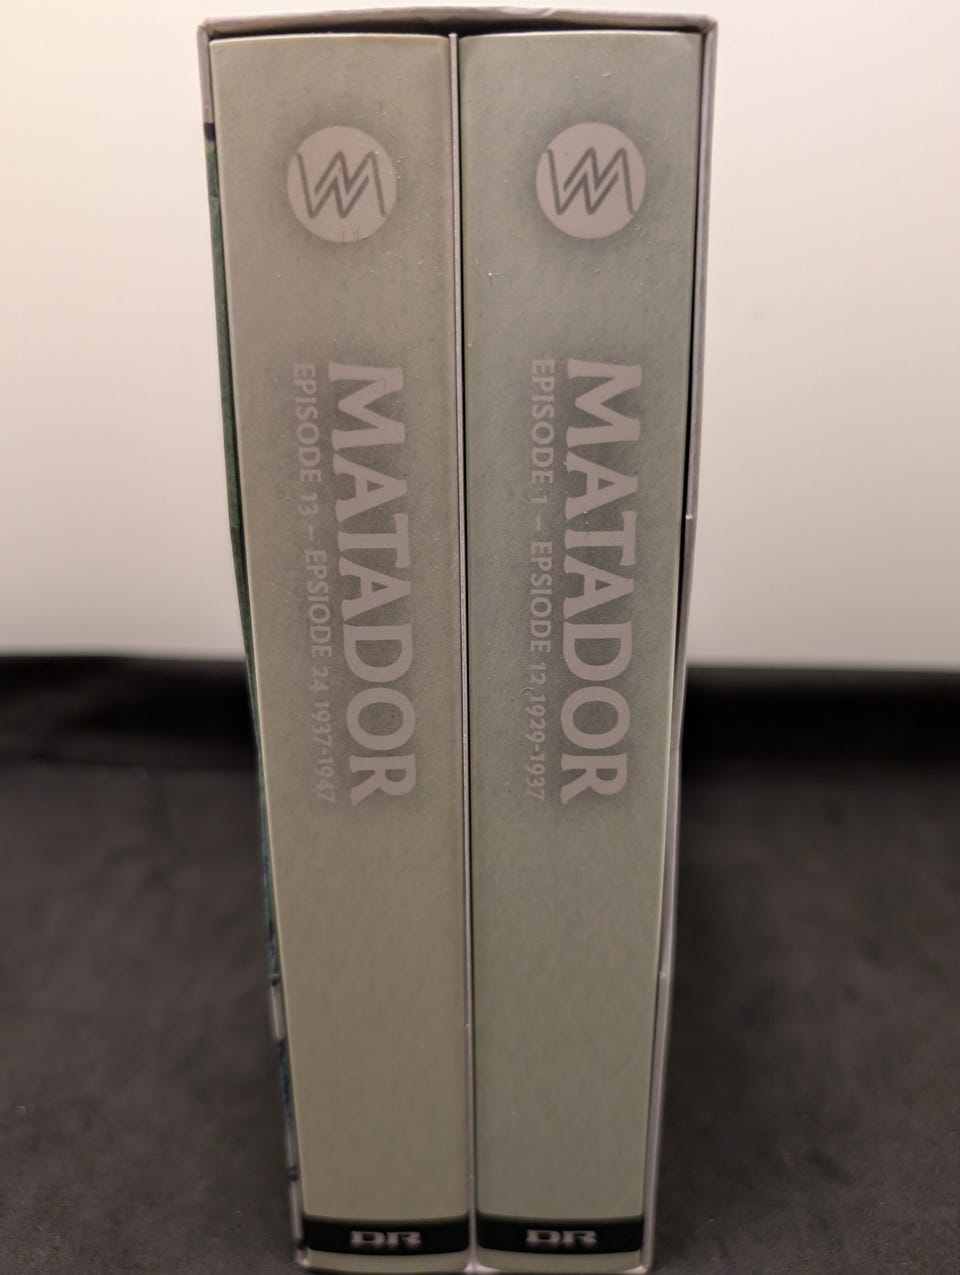 MATADOR
EPISODE 13 – EPSIODE 24 1937-1947
DR
MATADOR
EPISODE 1 – EPSIODE 12 1929-1937
DR